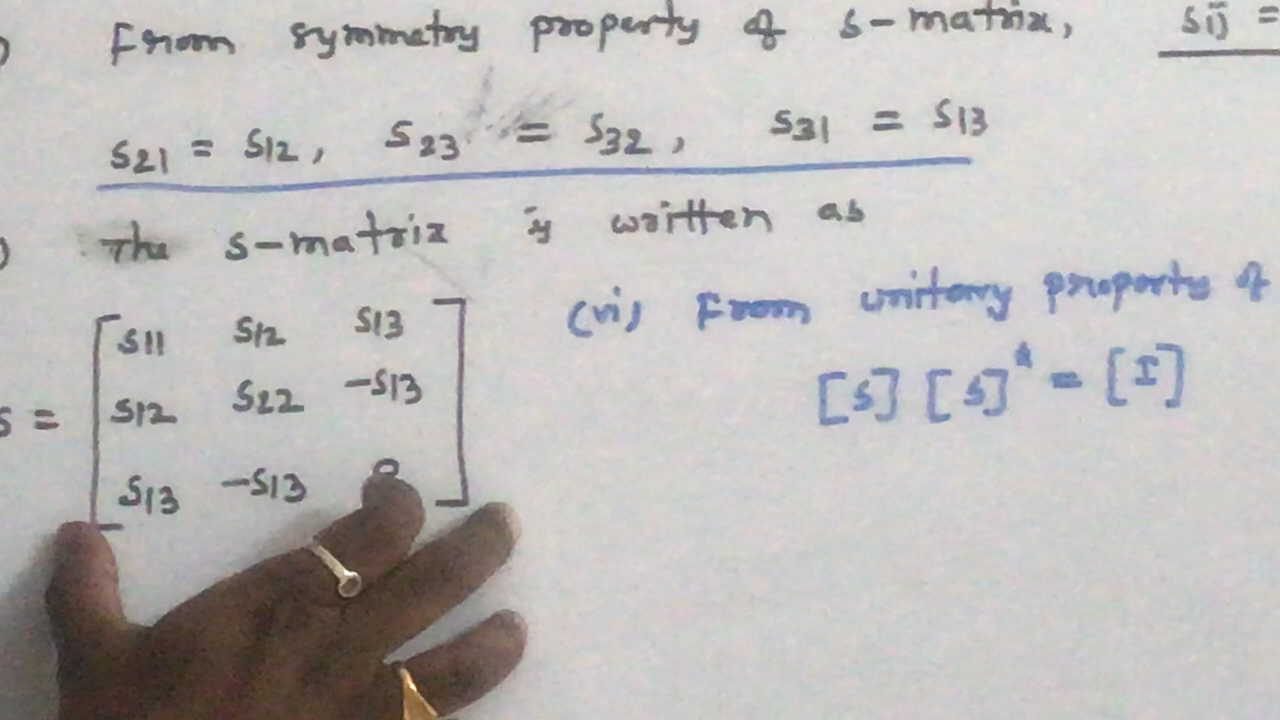 ) From symmetry property of s-matrix, sij =
S21 = S12, S23 = S32, S31 = S13
) The s-matrix is written as
S11 S12 S13
S = S12 S22 -S13
S13 -S13 0
(vi) From unitary property of
[S] [S]* = [I]